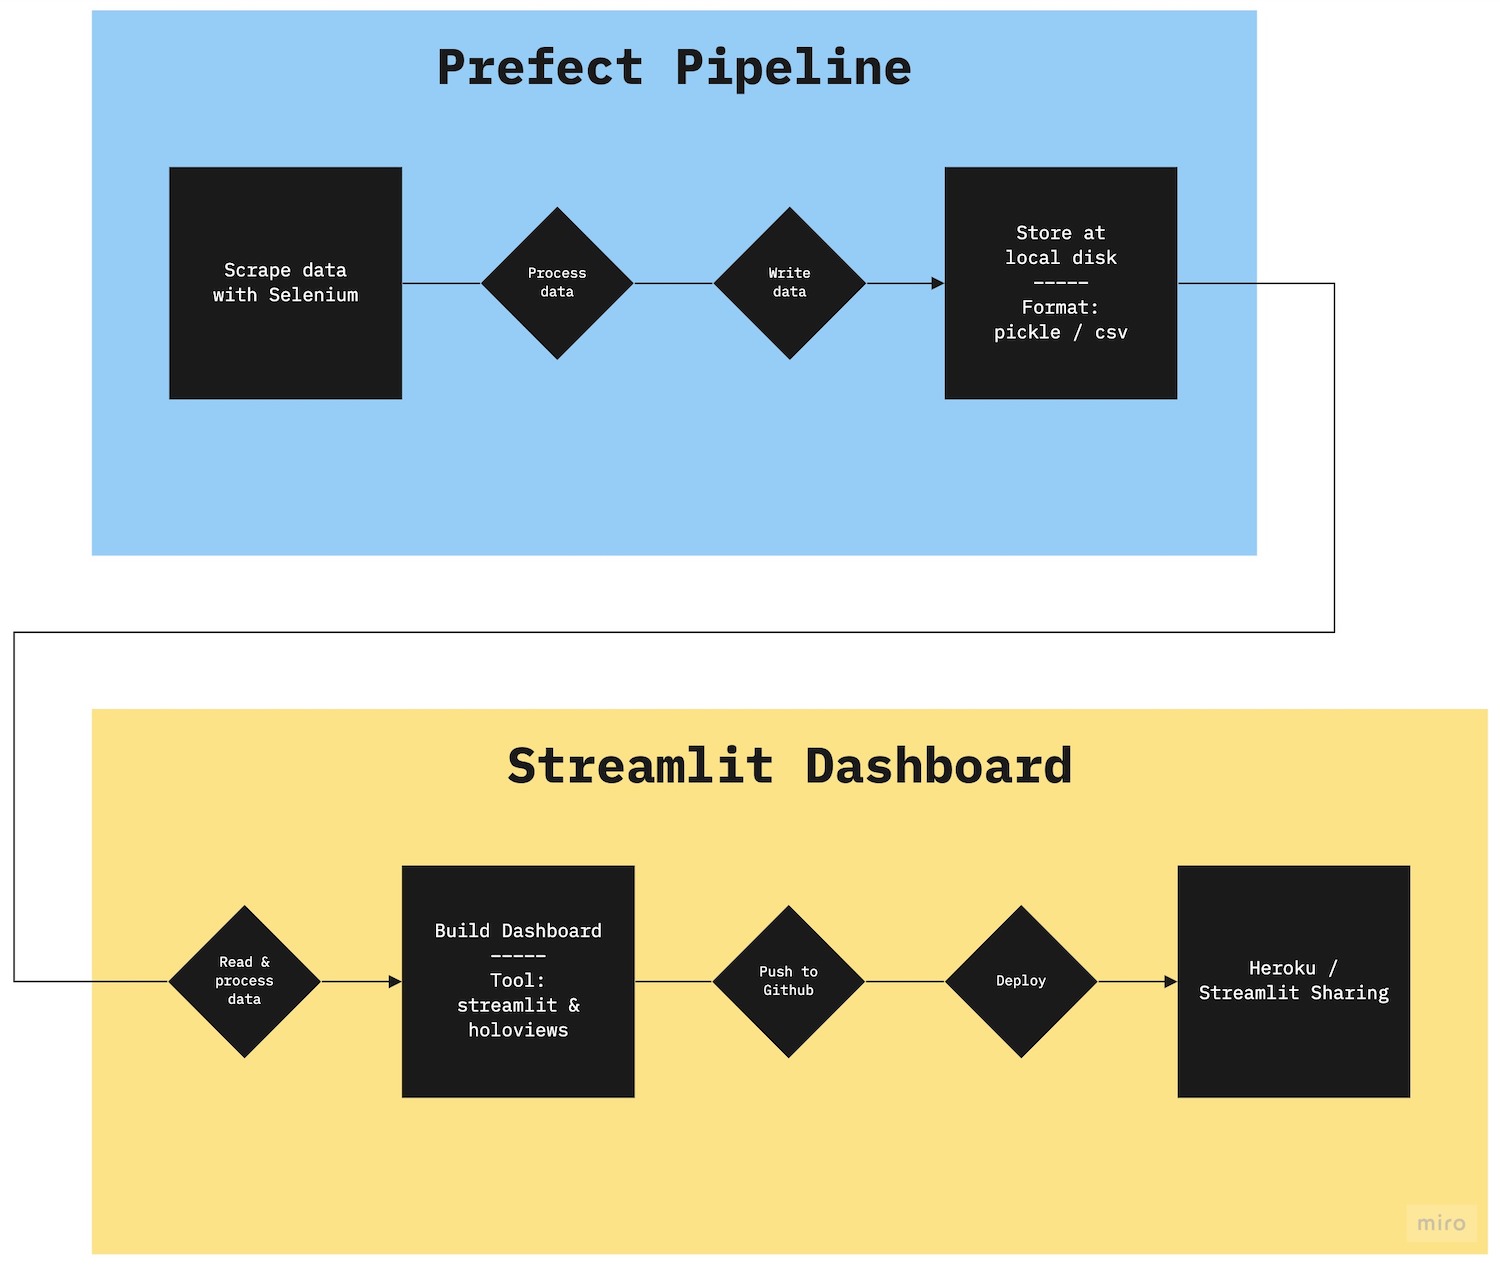 Prefect Pipeline
Scrape data
with Selenium
Process
data
Write
data
Store at
local disk
-----
Format:
pickle / csv
Streamlit Dashboard
Read &
process
data
Build Dashboard
-----
Tool:
streamlit &
holoviews
Push to
Github
Deploy
Heroku /
Streamlit Sharing
miro